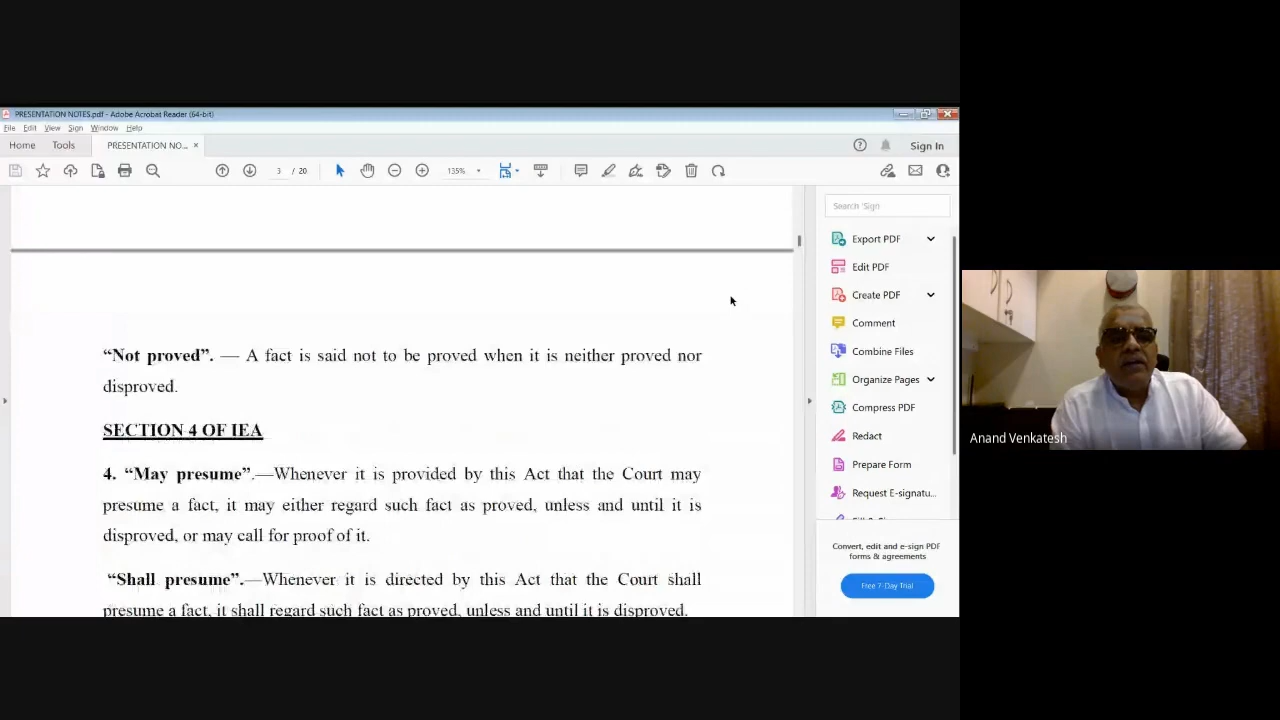 PRESENTATION NOTES.pdf - Adobe Acrobat Reader (64-bit)
File Edit View Sign Window Help
Home Tools PRESENTATION NO... × Sign In
3 / 20 135%
Search 'Sign
Export PDF
Edit PDF
Create PDF
Comment
Combine Files
Organize Pages
Compress PDF
Redact
Prepare Form
Request E-signatu...
Convert, edit and e-sign PDF
forms & agreements
Free 7-Day Trial
“Not proved”. — A fact is said not to be proved when it is neither proved nor
disproved.
SECTION 4 OF IEA
4. “May presume”.—Whenever it is provided by this Act that the Court may
presume a fact, it may either regard such fact as proved, unless and until it is
disproved, or may call for proof of it.
“Shall presume”.—Whenever it is directed by this Act that the Court shall
presume a fact, it shall regard such fact as proved, unless and until it is disproved.
Anand Venkatesh